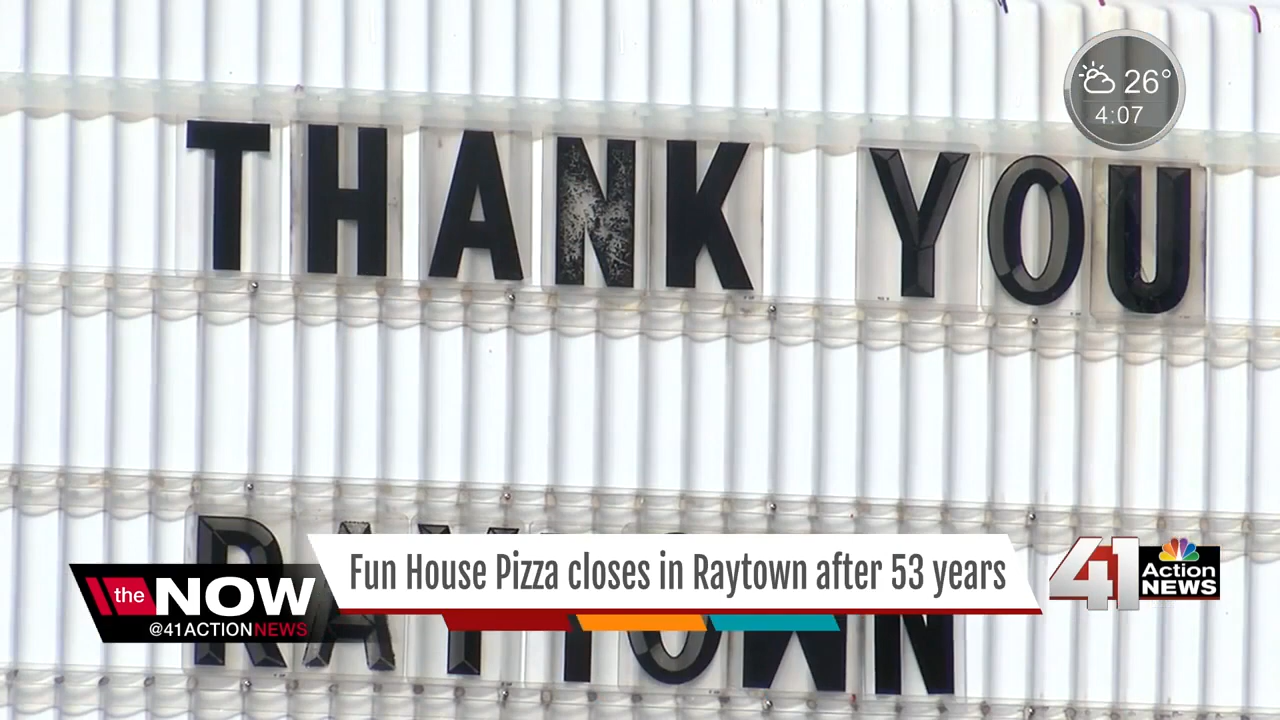 26°
4:07
THANK YOU
RAYTOWN
Fun House Pizza closes in Raytown after 53 years
the NOW
@41ACTIONNEWS
41 Action
NEWS